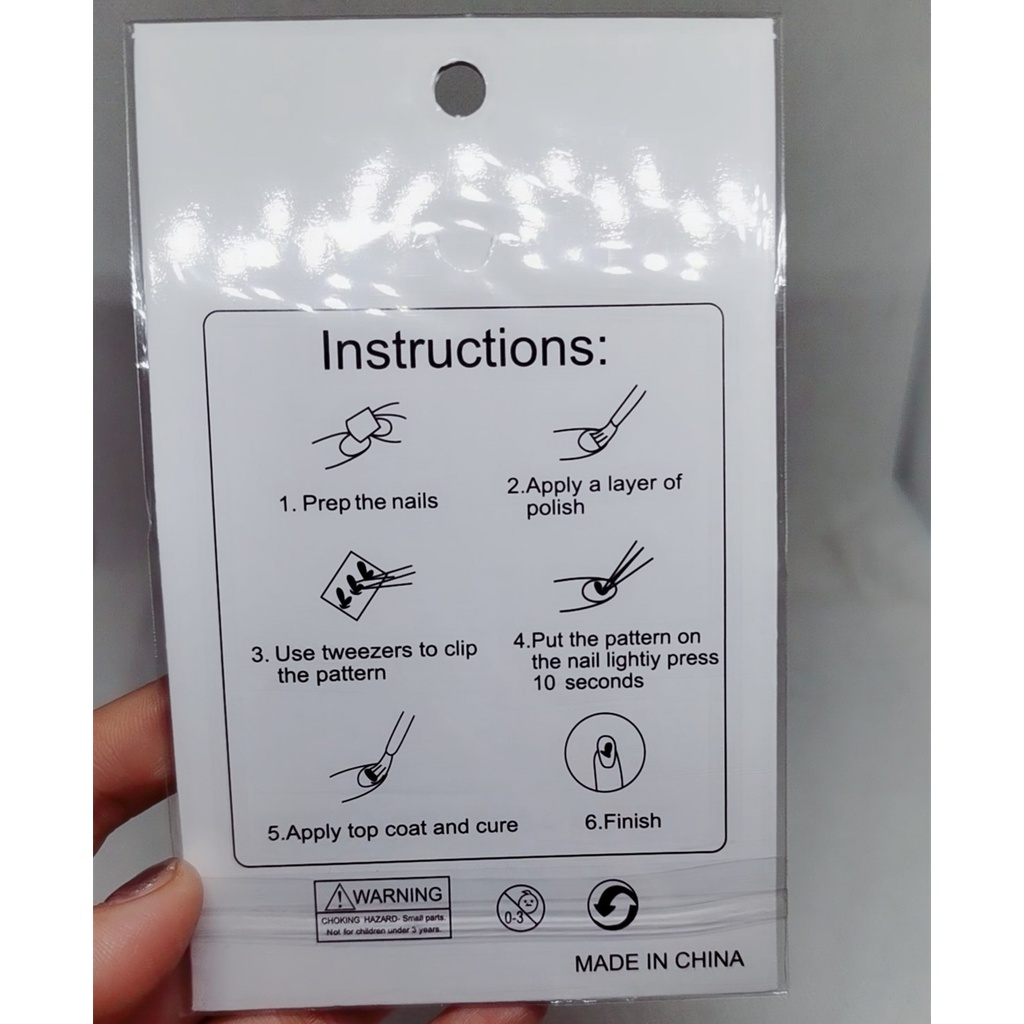 Instructions:
1. Prep the nails
2.Apply a layer of
polish
3. Use tweezers to clip
the pattern
4.Put the pattern on
the nail lightiy press
10 seconds
5.Apply top coat and cure
6.Finish
WARNING
CHOKING HAZARD- Small parts.
Not for children under 3 years.
0-3
MADE IN CHINA